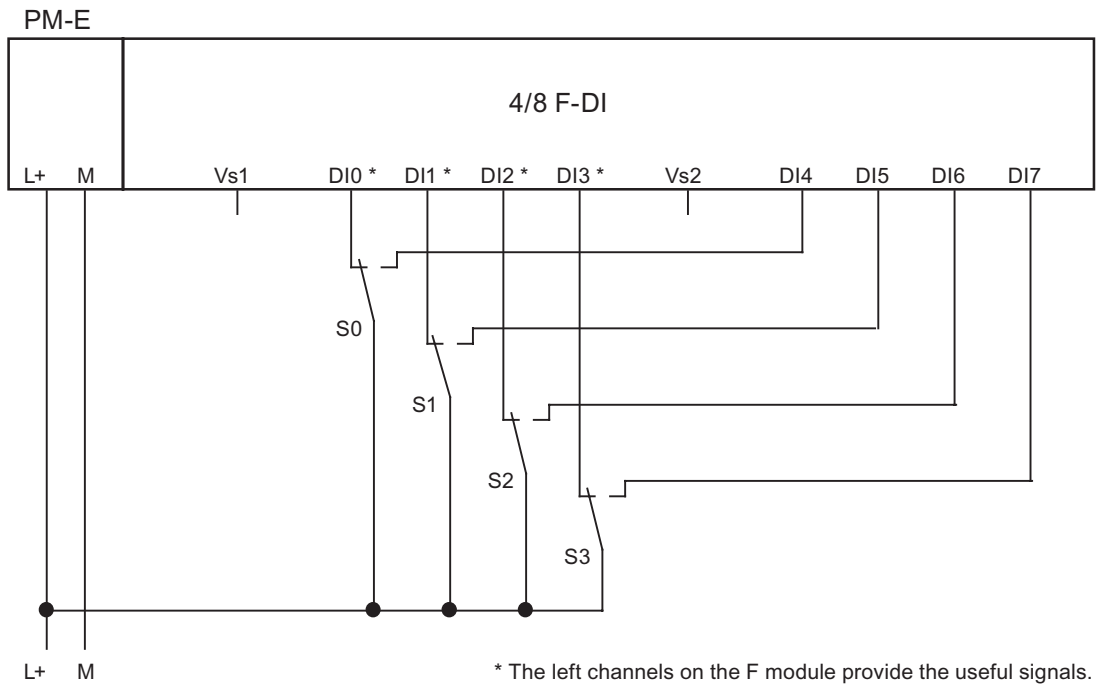 PM-E
4/8 F-DI
L+ M Vs1 DI0 * DI1 * DI2 * DI3 * Vs2 DI4 DI5 DI6 DI7
S0
S1
S2
S3
L+ M * The left channels on the F module provide the useful signals.